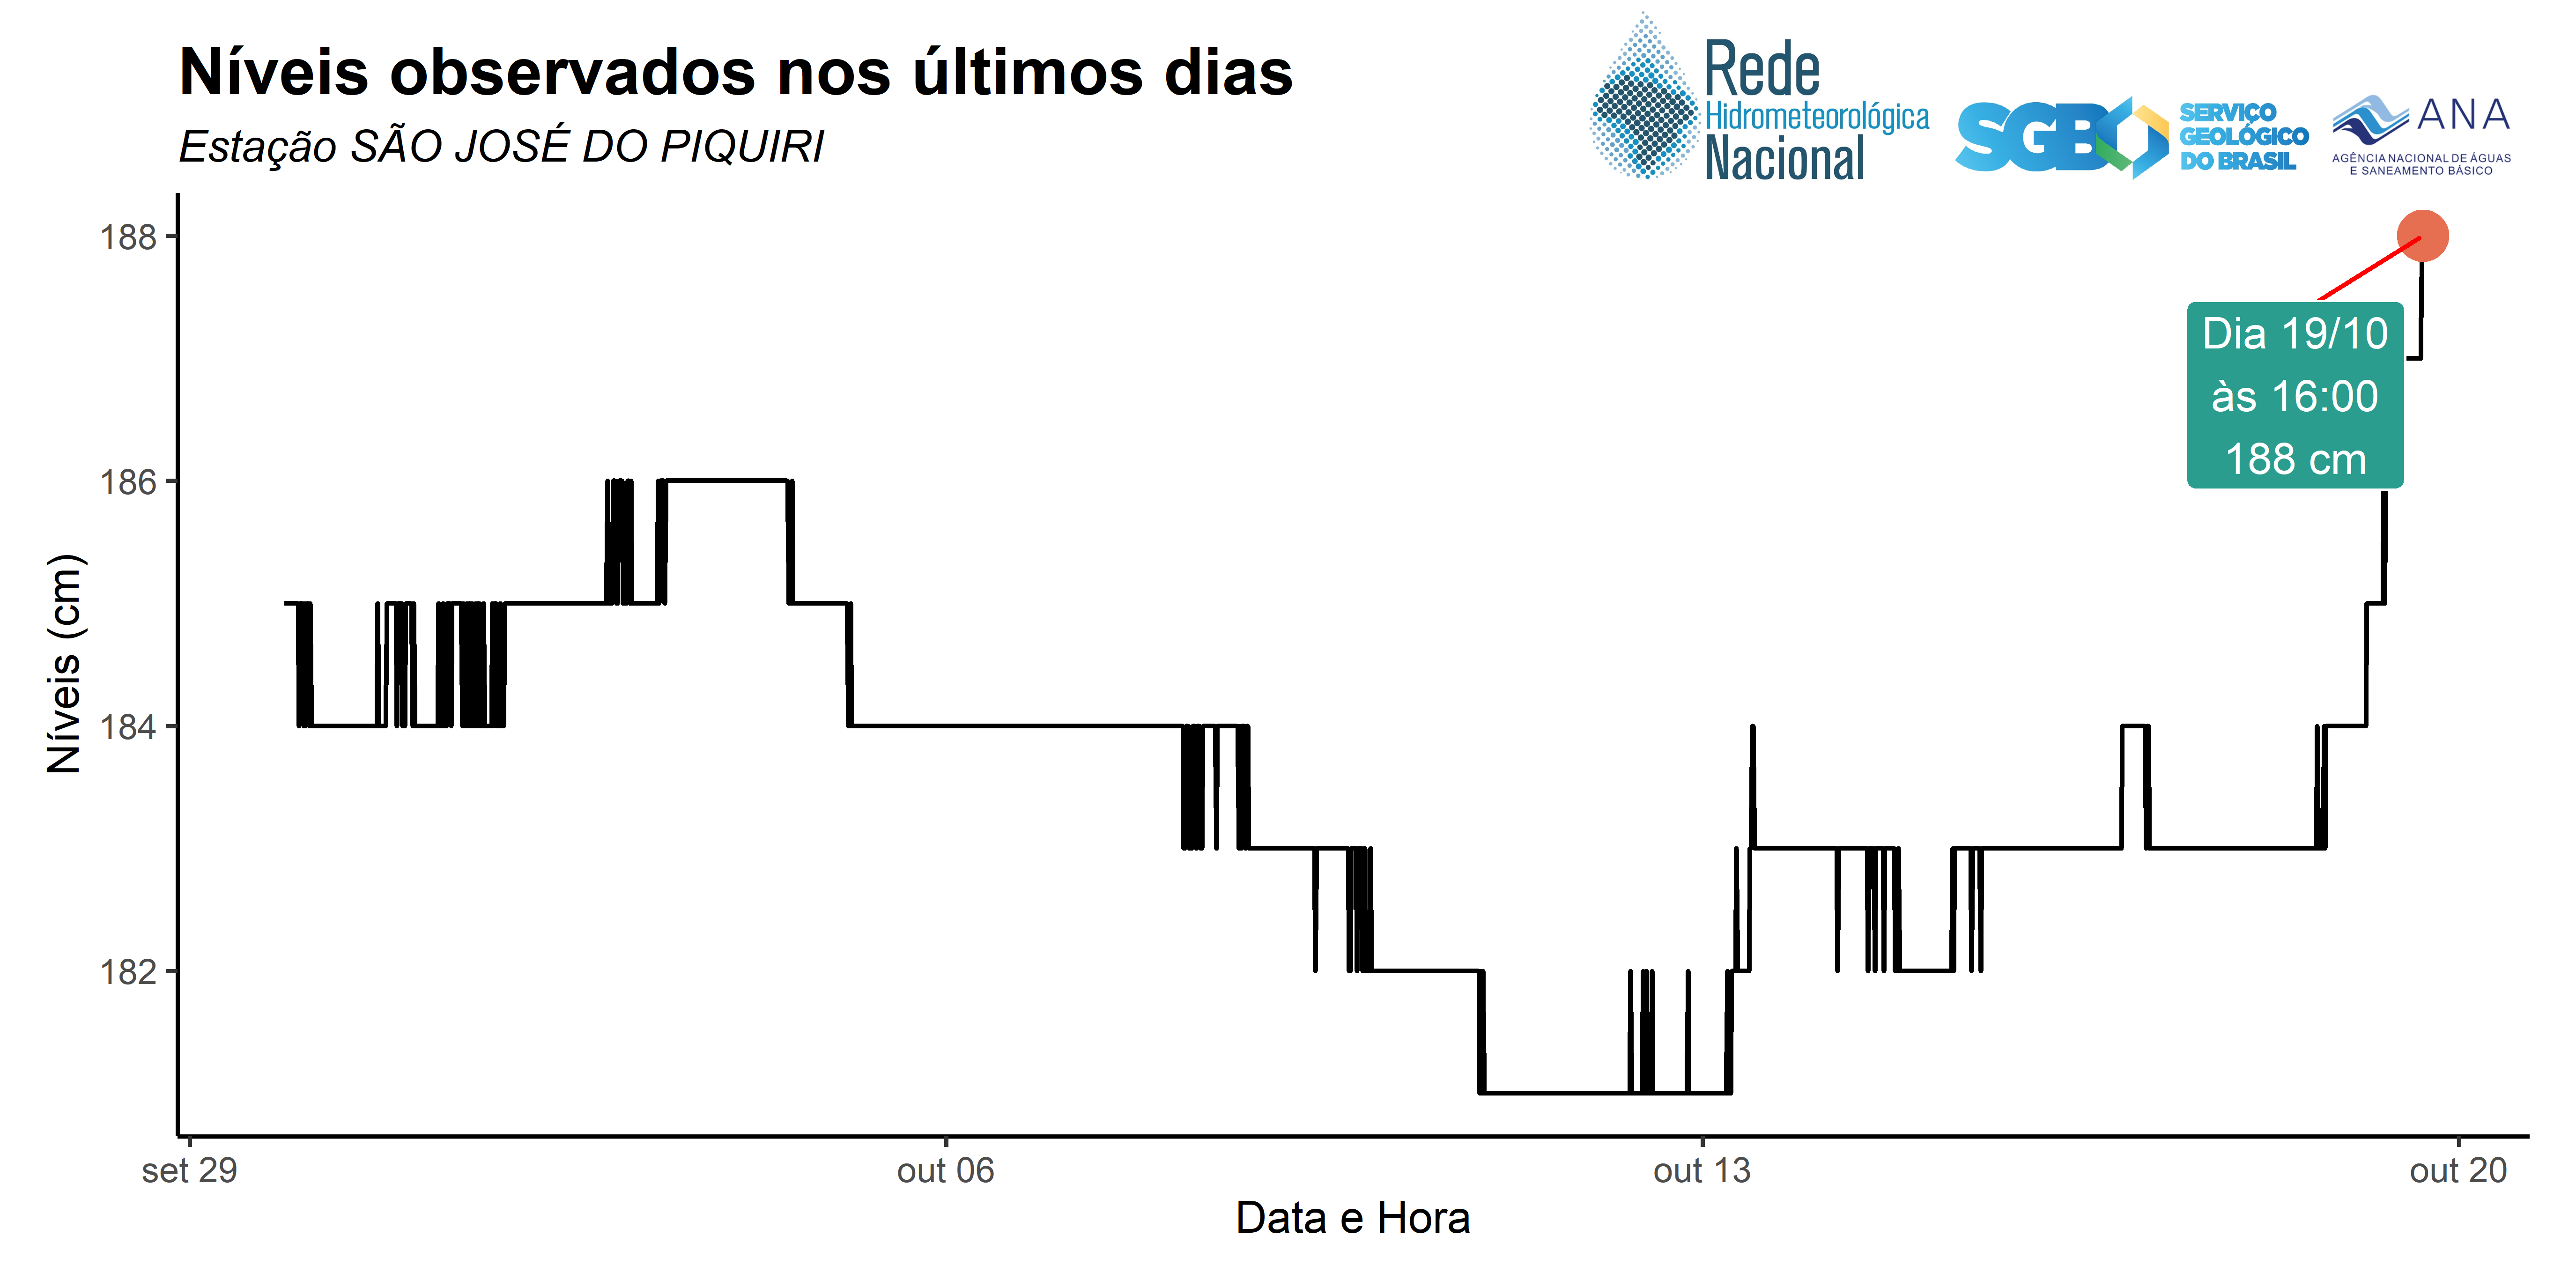 Níveis observados nos últimos dias
Estação SÃO JOSÉ DO PIQUIRI
Rede
Hidrometeorológica
Nacional
SGB
SERVIÇO
GEOLÓGICO
DO BRASIL
ANA
AGÊNCIA NACIONAL DE ÁGUAS
E SANEAMENTO BÁSICO
188
186
184
182
Níveis (cm)
Dia 19/10
às 16:00
188 cm
set 29
out 06
out 13
out 20
Data e Hora